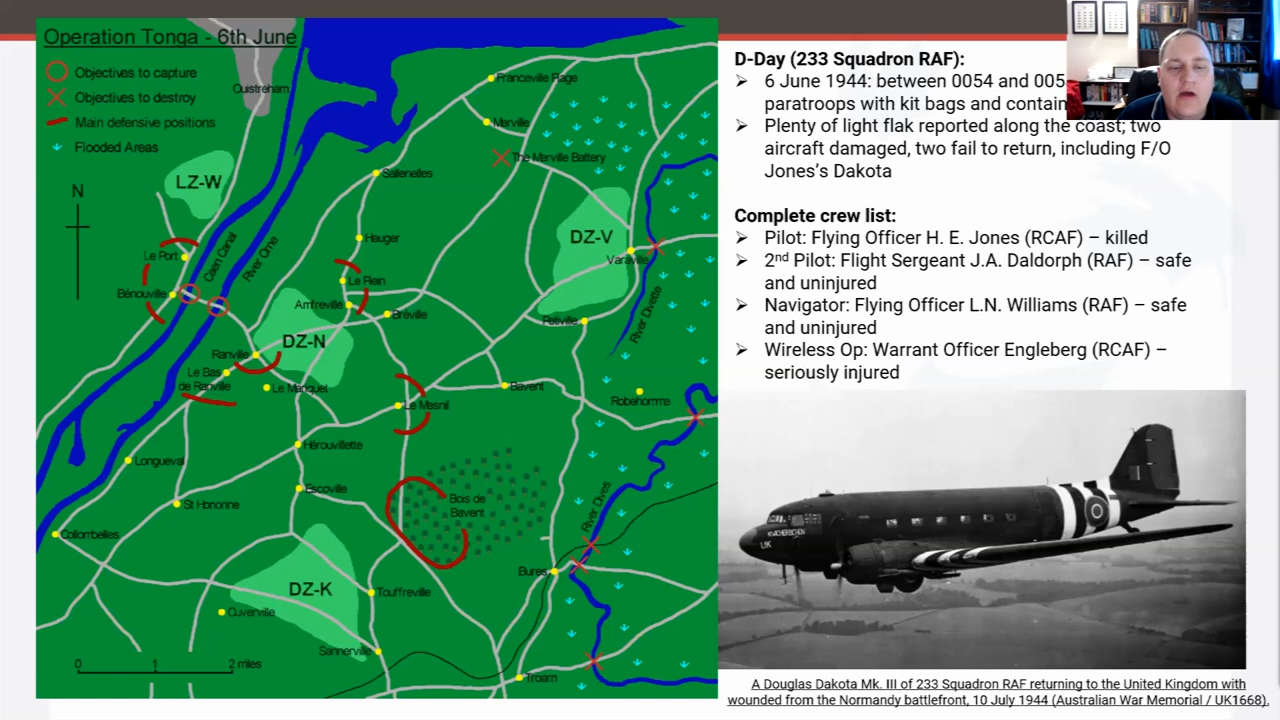 Operation Tonga - 6th June
Objectives to capture
Objectives to destroy
Main defensive positions
Flooded Areas
N
Ouistreham
LZ-W
Franceville Plage
Merville
The Merville Battery
Sallenelles
DZ-V
Caen Canal
River Orne
Hauger
Le Port
Varaville
Le Plein
Bénouville
Amfreville
Bréville
River Divette
Petiville
DZ-N
Ranville
Le Bas
de Ranville
Le Mariquet
Bavent
Robehomme
Le Mesnil
Hérouvillette
Longueval
Escoville
Bois de
Bavent
St Honorine
River Dives
Colombelles
Bures
DZ-K
Touffreville
Cuverville
Sannerville
0 1 2 miles
Troarn
D-Day (233 Squadron RAF):
➢ 6 June 1944: between 0054 and 005
paratroops with kit bags and contain
➢ Plenty of light flak reported along the coast; two
aircraft damaged, two fail to return, including F/O
Jones’s Dakota
Complete crew list:
➢ Pilot: Flying Officer H. E. Jones (RCAF) – killed
➢ 2nd Pilot: Flight Sergeant J.A. Daldorph (RAF) – safe
and uninjured
➢ Navigator: Flying Officer L.N. Williams (RAF) – safe
and uninjured
➢ Wireless Op: Warrant Officer Engleberg (RCAF) –
seriously injured
UK
A Douglas Dakota Mk. III of 233 Squadron RAF returning to the United Kingdom with
wounded from the Normandy battlefront, 10 July 1944 (Australian War Memorial / UK1668).